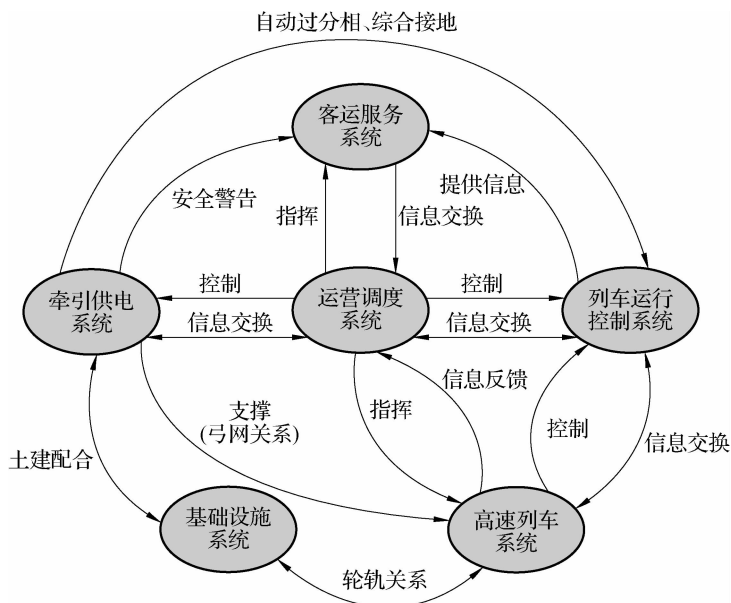 自动过分相、综合接地
客运服务
系统
安全警告
提供信息
指挥
信息交换
牵引供电
系统
控制
运营调度
系统
控制
列车运行
控制系统
信息交换
信息交换
支撑
(弓网关系)
指挥
信息反馈
控制
信息交换
土建配合
基础设施
系统
高速列车
系统
轮轨关系